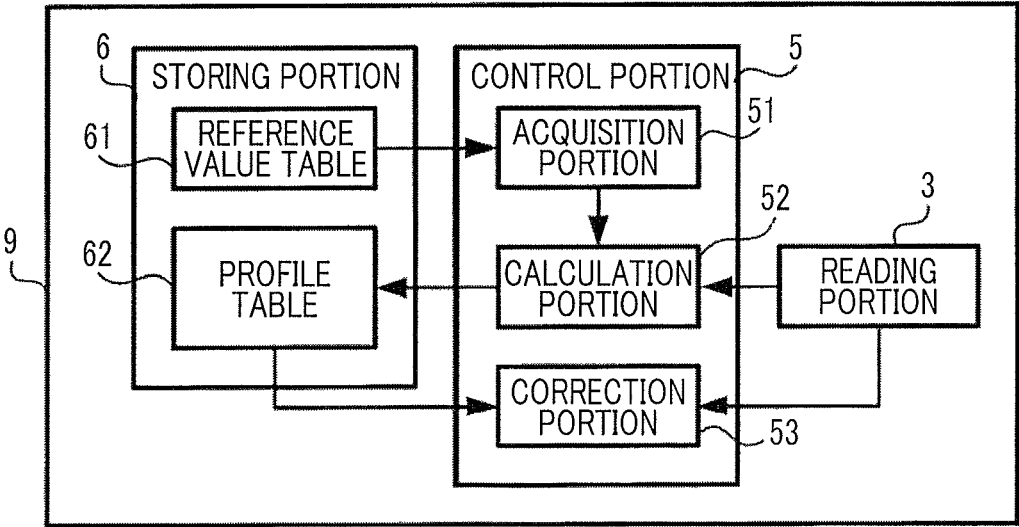 6
STORING PORTION
CONTROL PORTION
5
61
REFERENCE
VALUE TABLE
ACQUISITION
PORTION
51
9
62
PROFILE
TABLE
CALCULATION
PORTION
52
3
READING
PORTION
CORRECTION
PORTION
53